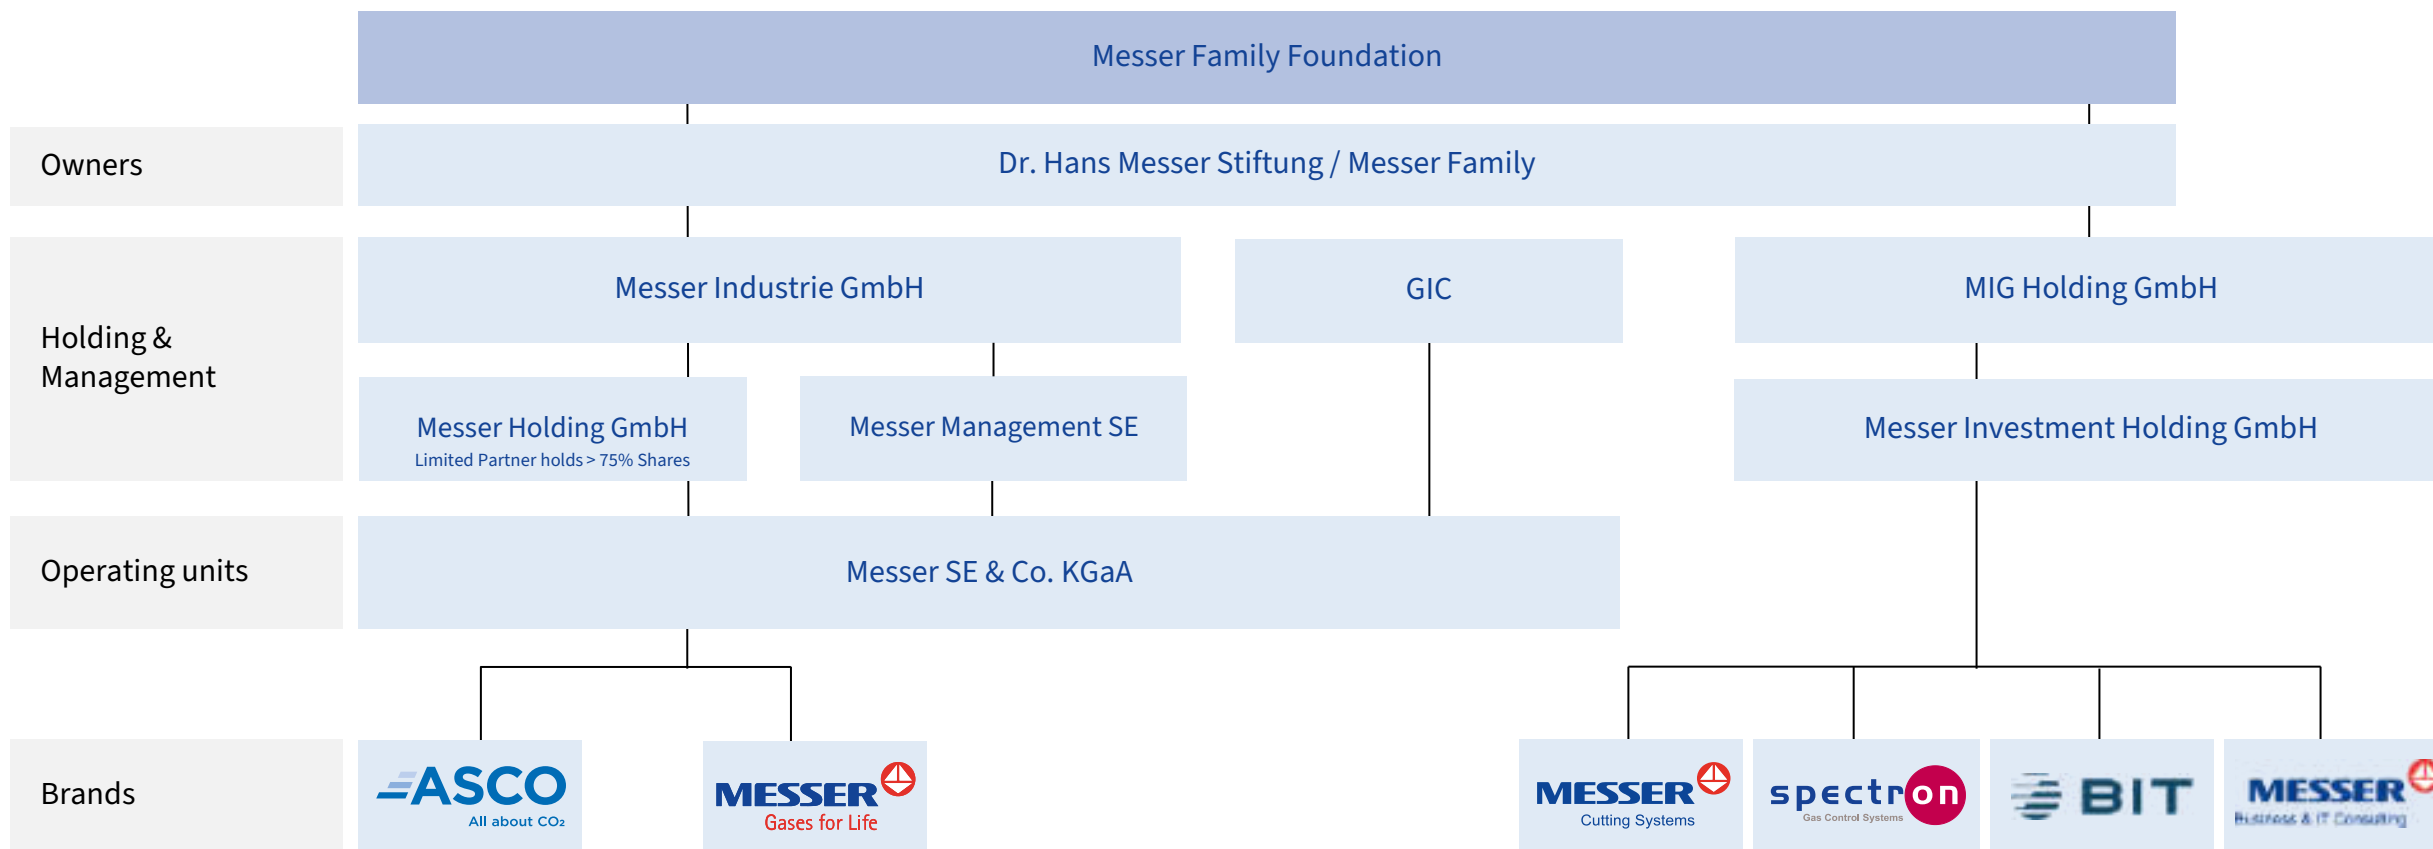 Messer Family Foundation
Owners
Dr. Hans Messer Stiftung / Messer Family
Holding &
Management
Messer Industrie GmbH
GIC
MIG Holding GmbH
Messer Holding GmbH
Limited Partner holds > 75% Shares
Messer Management SE
Messer Investment Holding GmbH
Operating units
Messer SE & Co. KGaA
Brands
ASCO
All about CO₂
MESSER
Gases for Life
MESSER
Cutting Systems
spectron
Gas Control Systems
BIT
MESSER
Business & IT Consulting